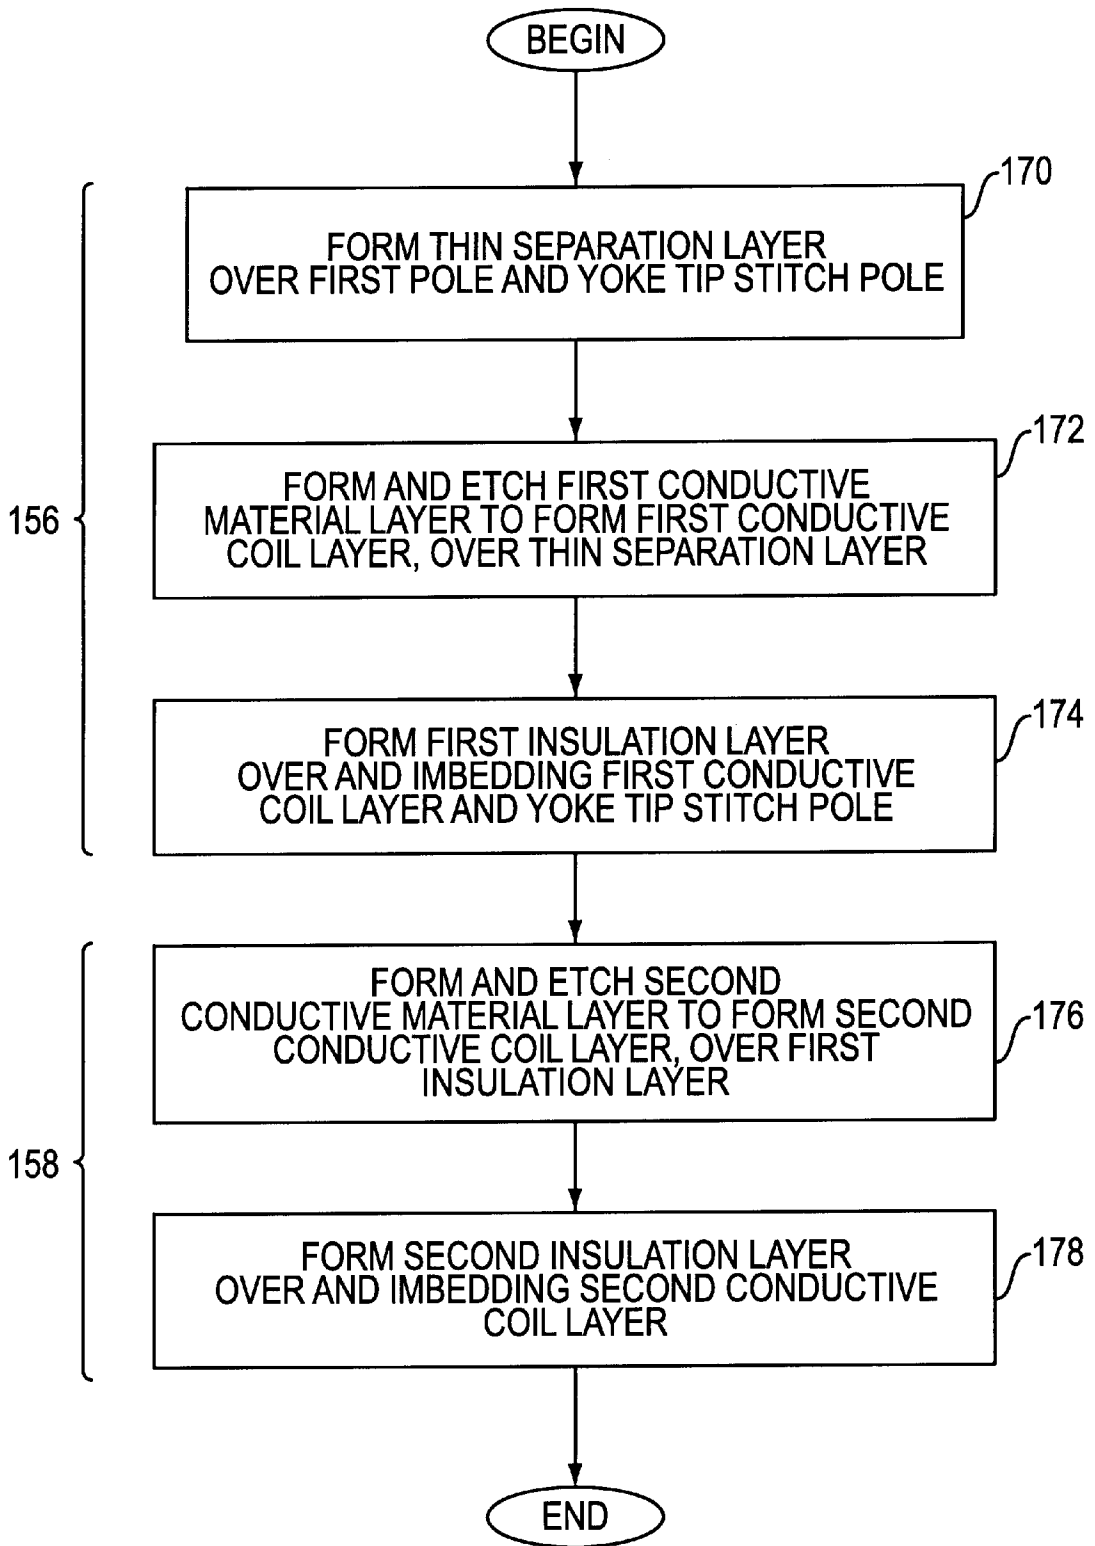 BEGIN
170
FORM THIN SEPARATION LAYER
OVER FIRST POLE AND YOKE TIP STITCH POLE
172
FORM AND ETCH FIRST CONDUCTIVE
MATERIAL LAYER TO FORM FIRST CONDUCTIVE
COIL LAYER, OVER THIN SEPARATION LAYER
156
174
FORM FIRST INSULATION LAYER
OVER AND IMBEDDING FIRST CONDUCTIVE
COIL LAYER AND YOKE TIP STITCH POLE
FORM AND ETCH SECOND
CONDUCTIVE MATERIAL LAYER TO FORM SECOND
CONDUCTIVE COIL LAYER, OVER FIRST
INSULATION LAYER
176
158
FORM SECOND INSULATION LAYER
OVER AND IMBEDDING SECOND CONDUCTIVE
COIL LAYER
178
END